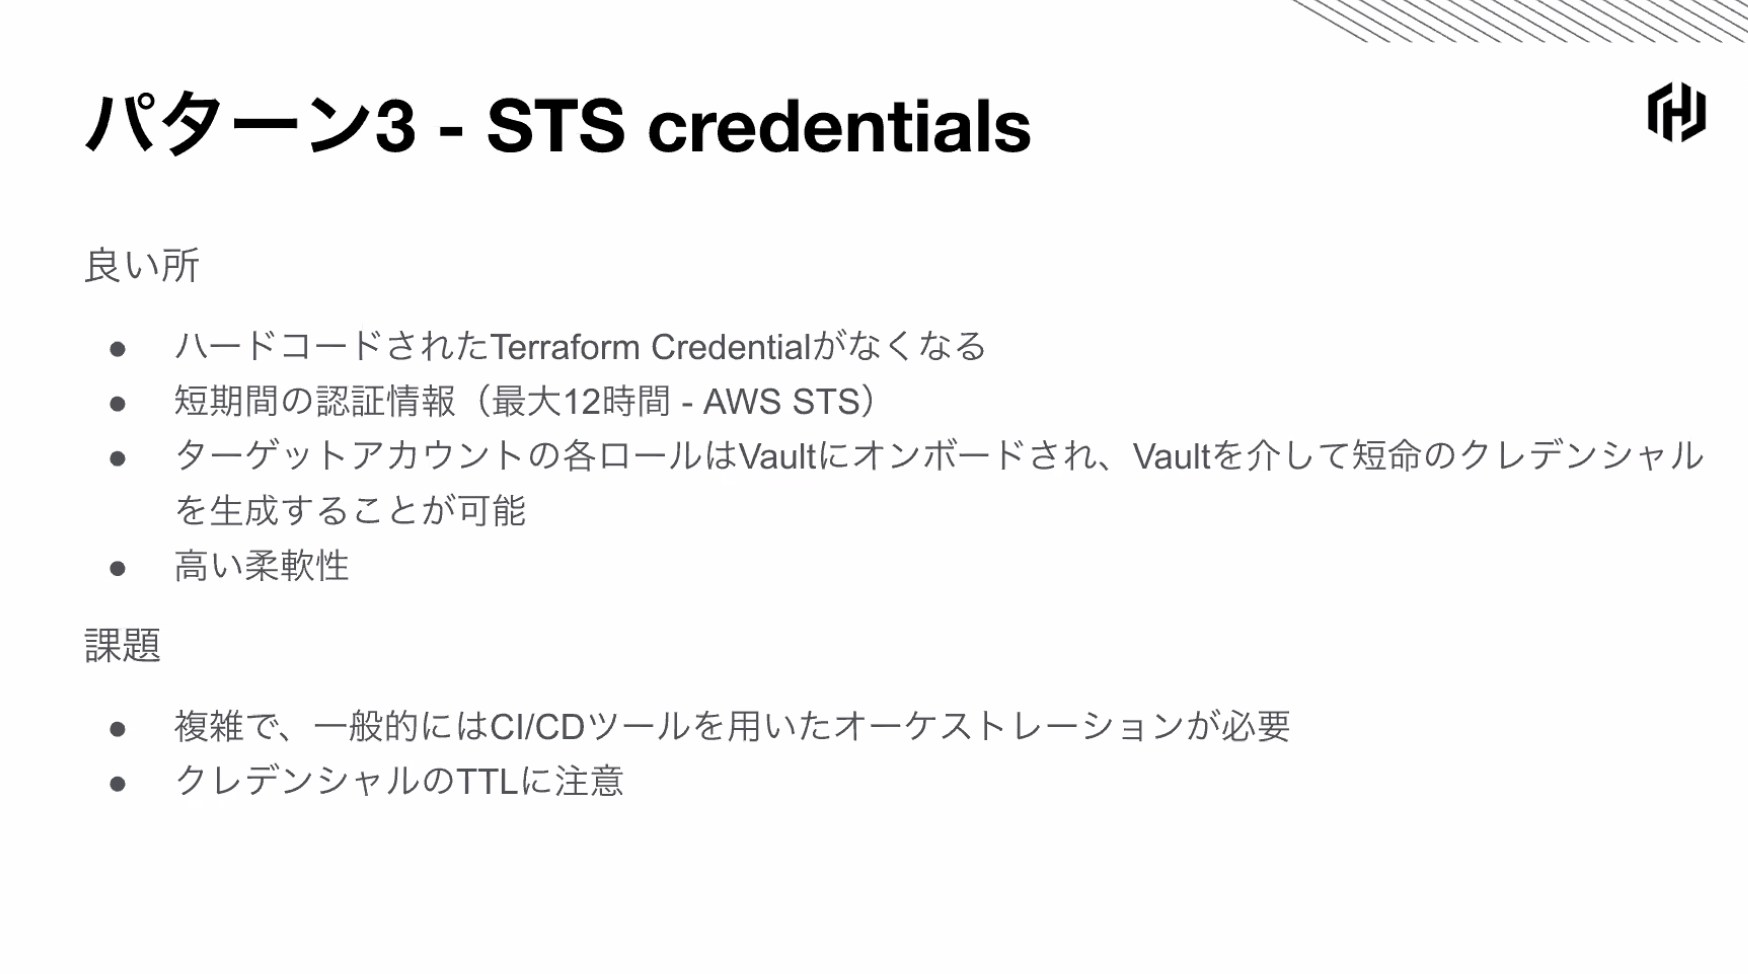 パターン3 - STS credentials
良い所
● ハードコードされたTerraform Credentialがなくなる
● 短期間の認証情報（最大12時間 - AWS STS）
● ターゲットアカウントの各ロールはVaultにオンボードされ、Vaultを介して短命のクレデンシャル
を生成することが可能
● 高い柔軟性
課題
● 複雑で、一般的にはCI/CDツールを用いたオーケストレーションが必要
● クレデンシャルのTTLに注意